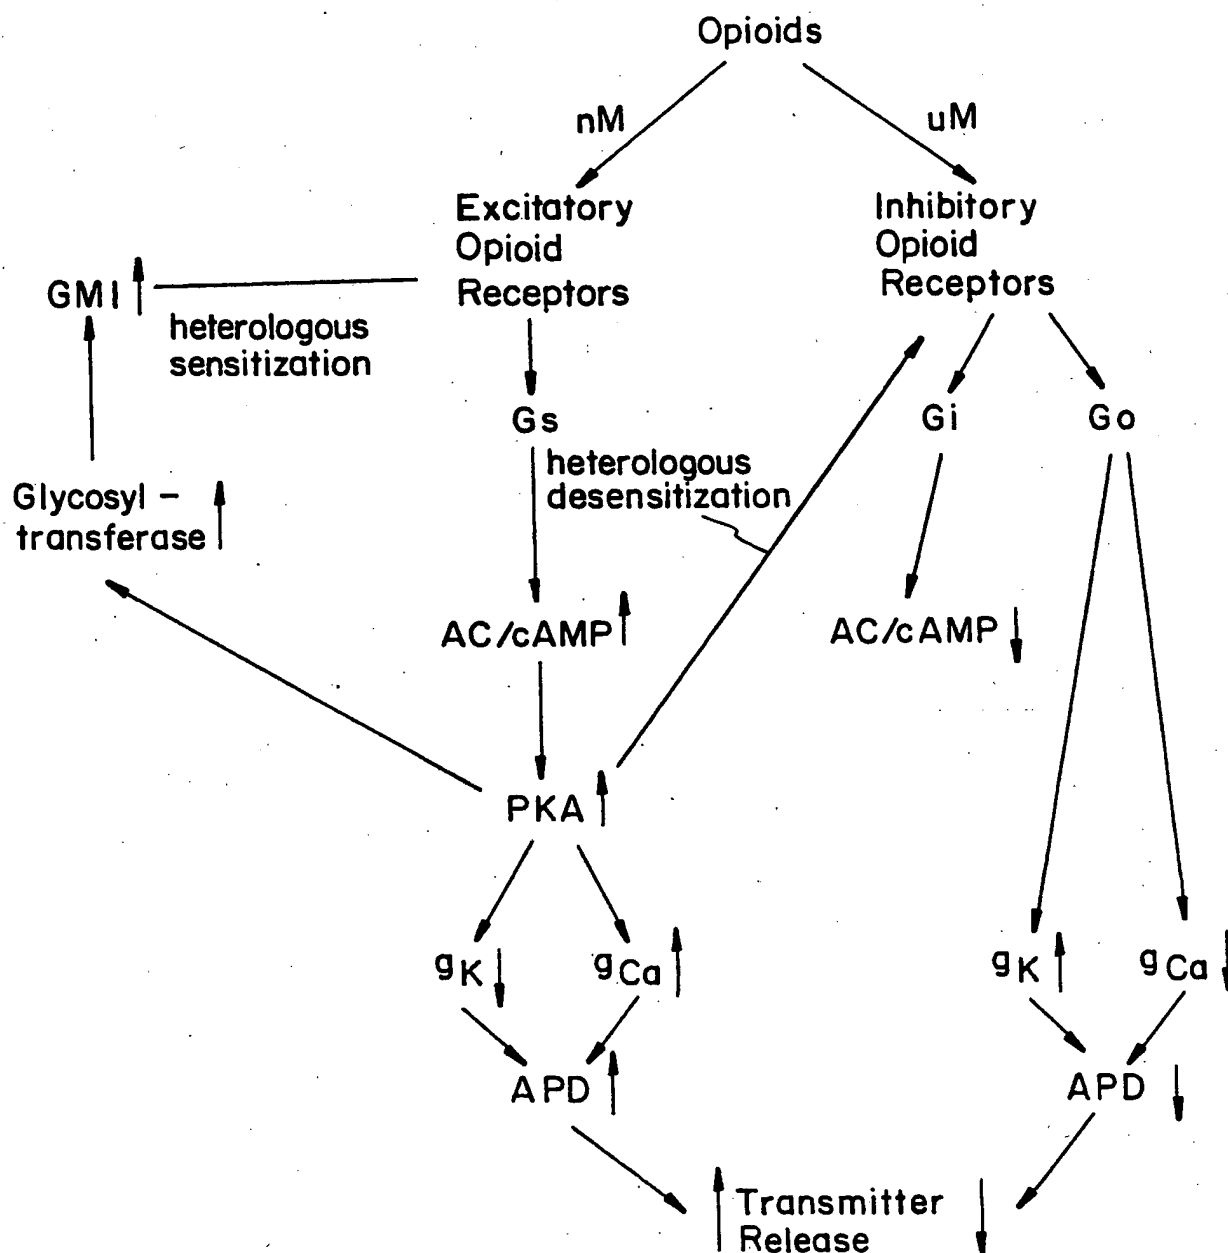 Opioids
nM
uM
Excitatory
Opioid
Receptors
Inhibitory
Opioid
Receptors
GMI ↑
heterologous
sensitization
Gs
Gi
Go
heterologous
desensitization
Glycosyl –
transferase ↑
AC/cAMP ↑
AC/cAMP ↓
PKA ↑
gK ↓
gCa ↑
gK ↑
gCa ↓
APD ↑
APD ↓
↑ Transmitter ↓
Release